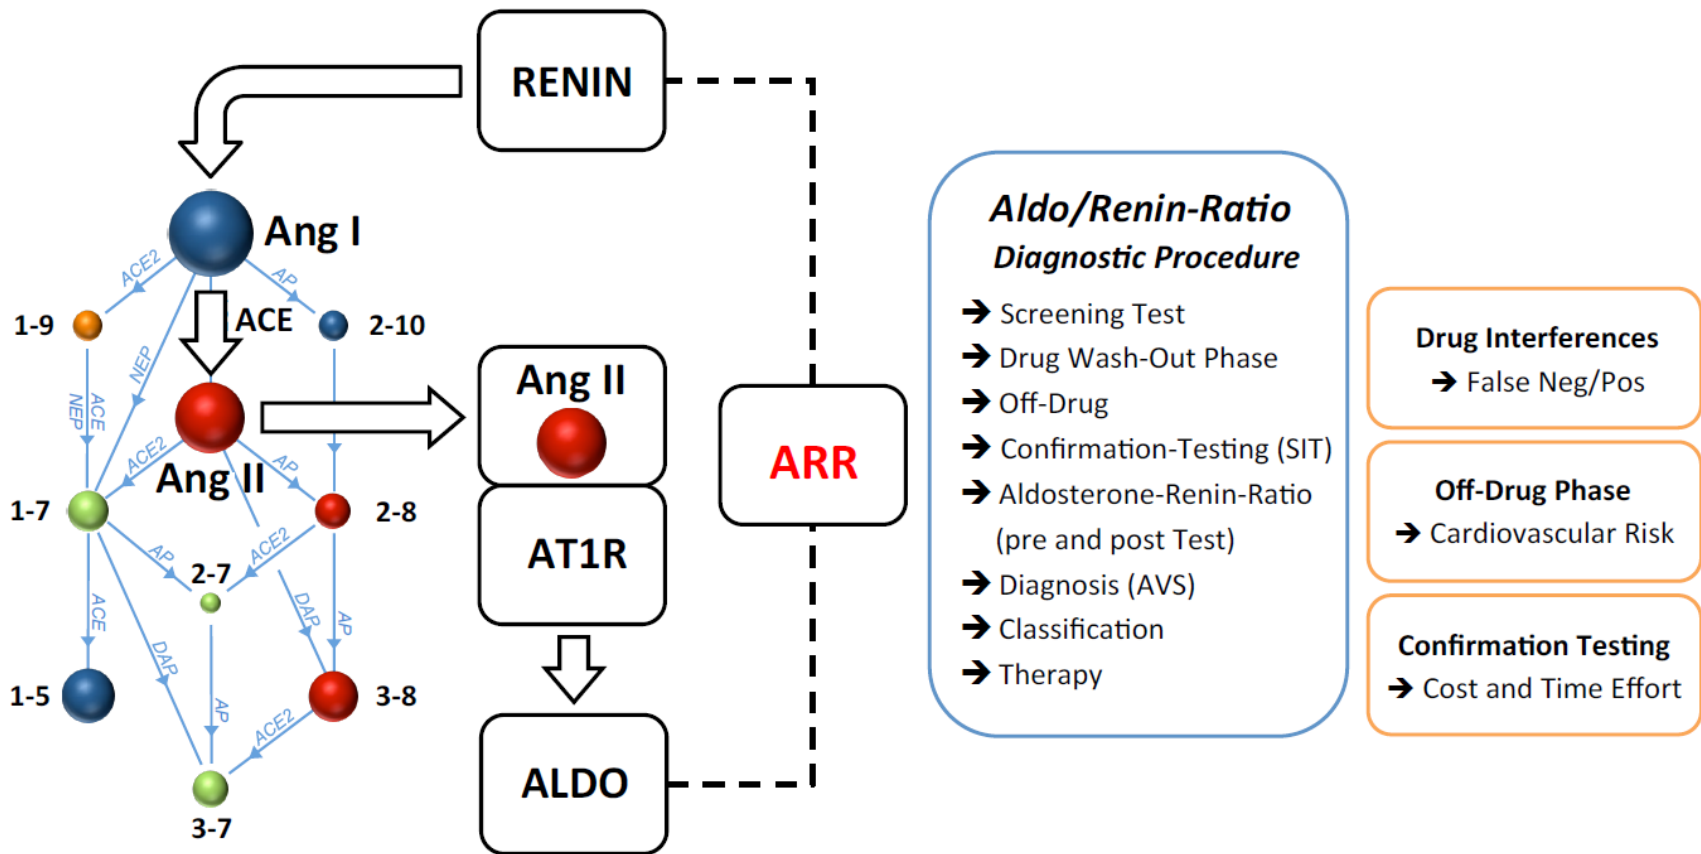 RENIN
Ang I
ACE2
AP
1-9
ACE
2-10
NEP
ACE
NEP
Ang II
ACE2
AP
Ang II
1-7
2-8
AP
ACE2
2-7
AT1R
ACE
DAP
DAP
AP
1-5
3-8
AP
ACE2
ALDO
3-7
ARR
Aldo/Renin-Ratio
Diagnostic Procedure
➔ Screening Test
➔ Drug Wash-Out Phase
➔ Off-Drug
➔ Confirmation-Testing (SIT)
➔ Aldosterone-Renin-Ratio
(pre and post Test)
➔ Diagnosis (AVS)
➔ Classification
➔ Therapy
Drug Interferences
➔ False Neg/Pos
Off-Drug Phase
➔ Cardiovascular Risk
Confirmation Testing
➔ Cost and Time Effort